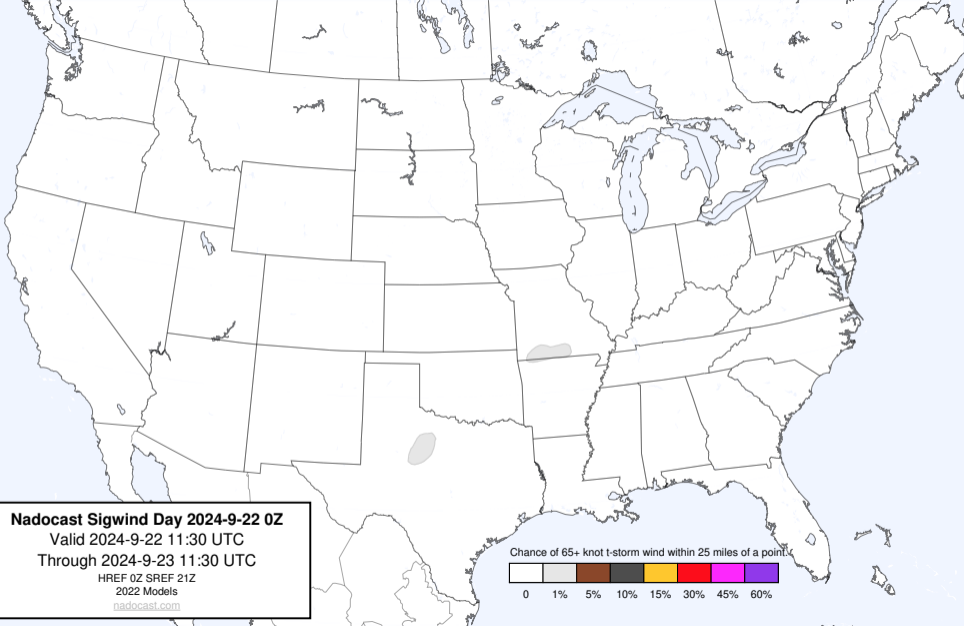 Nadocast Sigwind Day 2024-9-22 0Z
Valid 2024-9-22 11:30 UTC
Through 2024-9-23 11:30 UTC
HREF 0Z SREF 21Z
2022 Models
nadocast.com
Chance of 65+ knot t-storm wind within 25 miles of a point.
0 1% 5% 10% 15% 30% 45% 60%